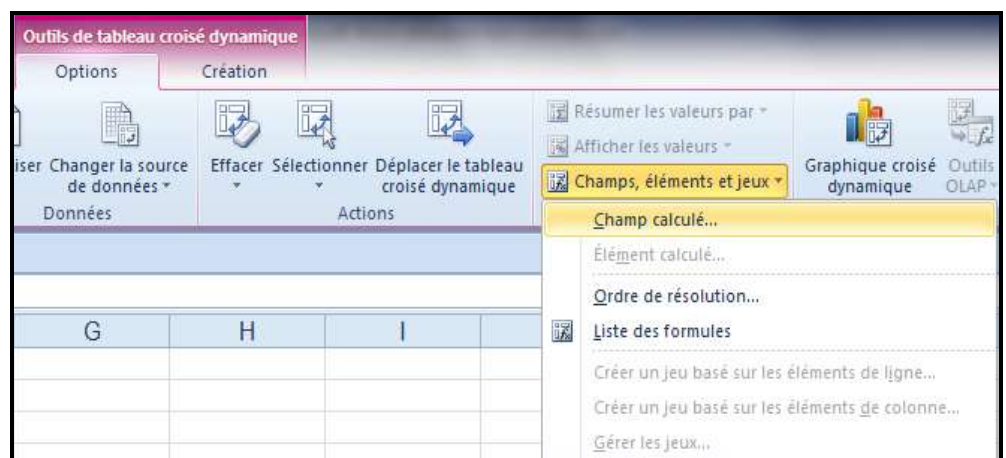 Outils de tableau croisé dynamique
Options Création
iser Changer la source de données
Effacer Sélectionner Déplacer le tableau croisé dynamique
Résumer les valeurs par
Afficher les valeurs
Champs, éléments et jeux
Graphique croisé dynamique
Outils OLAP
Données Actions
Champ calculé...
Élément calculé...
Ordre de résolution...
Liste des formules
Créer un jeu basé sur les éléments de ligne...
Créer un jeu basé sur les éléments de colonne...
Gérer les jeux...
G H I